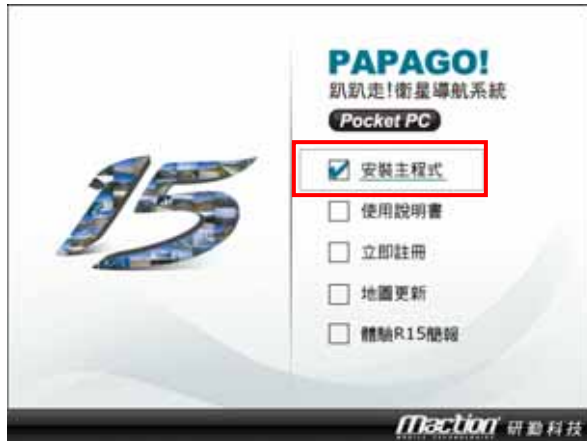 PAPAGO!
趴趴走!衛星導航系統
Pocket PC
15
安裝主程式
使用說明書
立即註冊
地圖更新
體驗R15簡報
maction 研勤科技